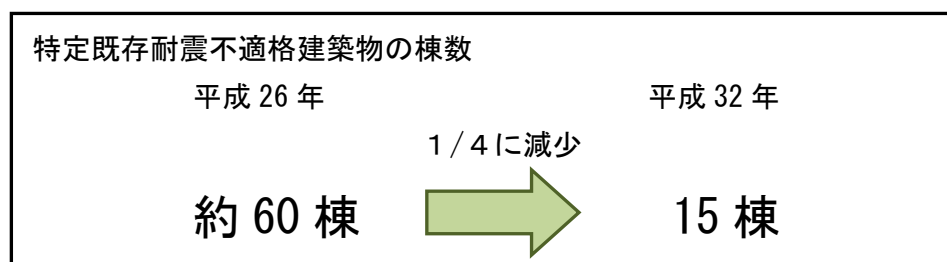 特定既存耐震不適格建築物の棟数
平成 26 年 平成 32 年
１/４に減少
約 60 棟 15 棟